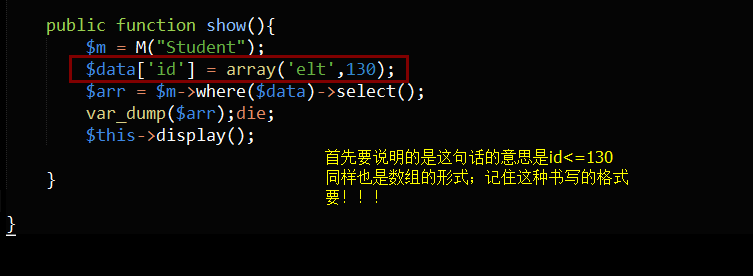 public function show(){
$m = M("Student");
$data['id'] = array('elt',130);
$arr = $m->where($data)->select();
var_dump($arr);die;
$this->display();
}
首先要说明的是这句话的意思是id<=130
同样也是数组的形式；记住这种书写的格式
要！！！
}